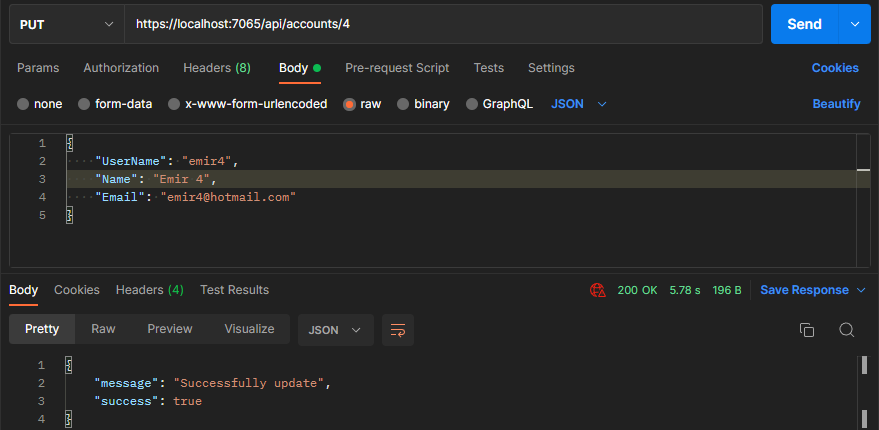 PUT https://localhost:7065/api/accounts/4 Send
Params Authorization Headers (8) Body Pre-request Script Tests Settings Cookies
none form-data x-www-form-urlencoded raw binary GraphQL JSON Beautify
1 {
2 "UserName": "emir4",
3 "Name": "Emir 4",
4 "Email": "emir4@hotmail.com"
5 }
Body Cookies Headers (4) Test Results 200 OK 5.78 s 196 B Save Response
Pretty Raw Preview Visualize JSON
1 {
2 "message": "Successfully update",
3 "success": true
4 }